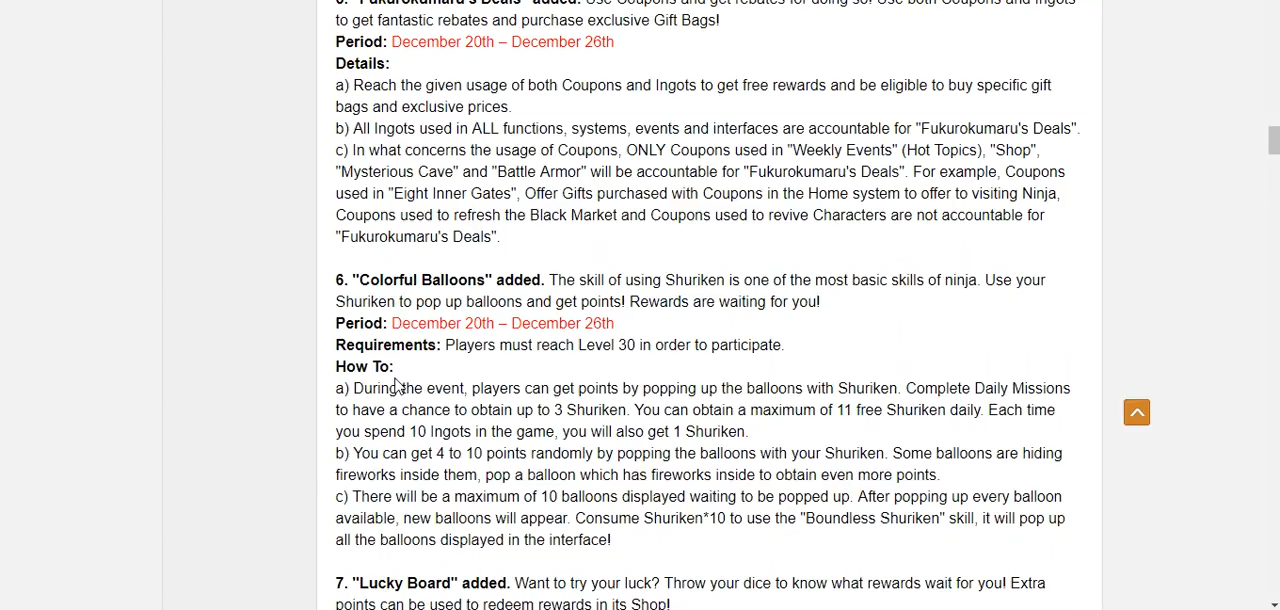 "Fukurokumaru's Deals" added. Use Coupons and get rebates for doing so! Use both Coupons and Ingots
to get fantastic rebates and purchase exclusive Gift Bags!
Period: December 20th – December 26th
Details:
a) Reach the given usage of both Coupons and Ingots to get free rewards and be eligible to buy specific gift
bags and exclusive prices.
b) All Ingots used in ALL functions, systems, events and interfaces are accountable for "Fukurokumaru's Deals".
c) In what concerns the usage of Coupons, ONLY Coupons used in "Weekly Events" (Hot Topics), "Shop",
"Mysterious Cave" and "Battle Armor" will be accountable for "Fukurokumaru's Deals". For example, Coupons
used in "Eight Inner Gates", Offer Gifts purchased with Coupons in the Home system to offer to visiting Ninja,
Coupons used to refresh the Black Market and Coupons used to revive Characters are not accountable for
"Fukurokumaru's Deals".
6. "Colorful Balloons" added. The skill of using Shuriken is one of the most basic skills of ninja. Use your
Shuriken to pop up balloons and get points! Rewards are waiting for you!
Period: December 20th – December 26th
Requirements: Players must reach Level 30 in order to participate.
How To:
a) During the event, players can get points by popping up the balloons with Shuriken. Complete Daily Missions
to have a chance to obtain up to 3 Shuriken. You can obtain a maximum of 11 free Shuriken daily. Each time
you spend 10 Ingots in the game, you will also get 1 Shuriken.
b) You can get 4 to 10 points randomly by popping the balloons with your Shuriken. Some balloons are hiding
fireworks inside them, pop a balloon which has fireworks inside to obtain even more points.
c) There will be a maximum of 10 balloons displayed waiting to be popped up. After popping up every balloon
available, new balloons will appear. Consume Shuriken*10 to use the "Boundless Shuriken" skill, it will pop up
all the balloons displayed in the interface!
7. "Lucky Board" added. Want to try your luck? Throw your dice to know what rewards wait for you! Extra
points can be used to redeem rewards in its Shop!